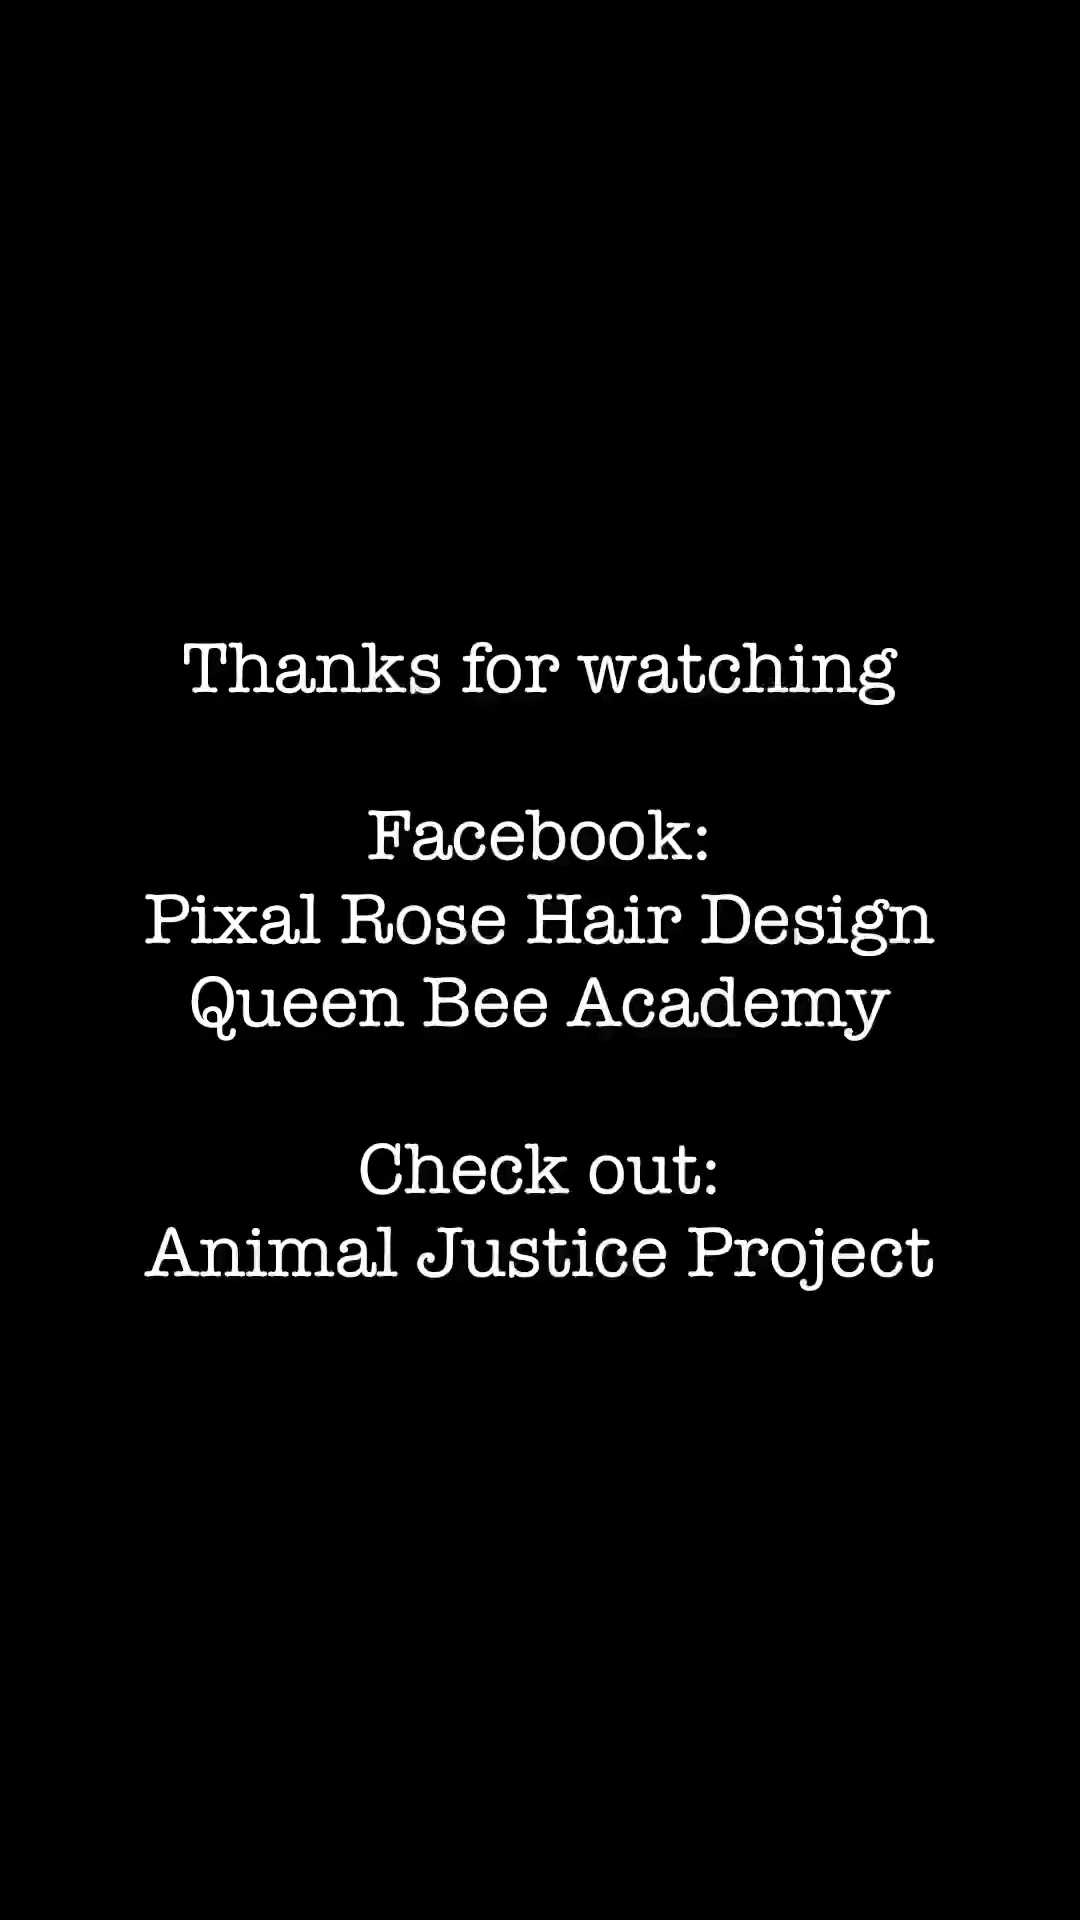 Thanks for watching
Facebook:
Pixal Rose Hair Design
Queen Bee Academy
Check out:
Animal Justice Project